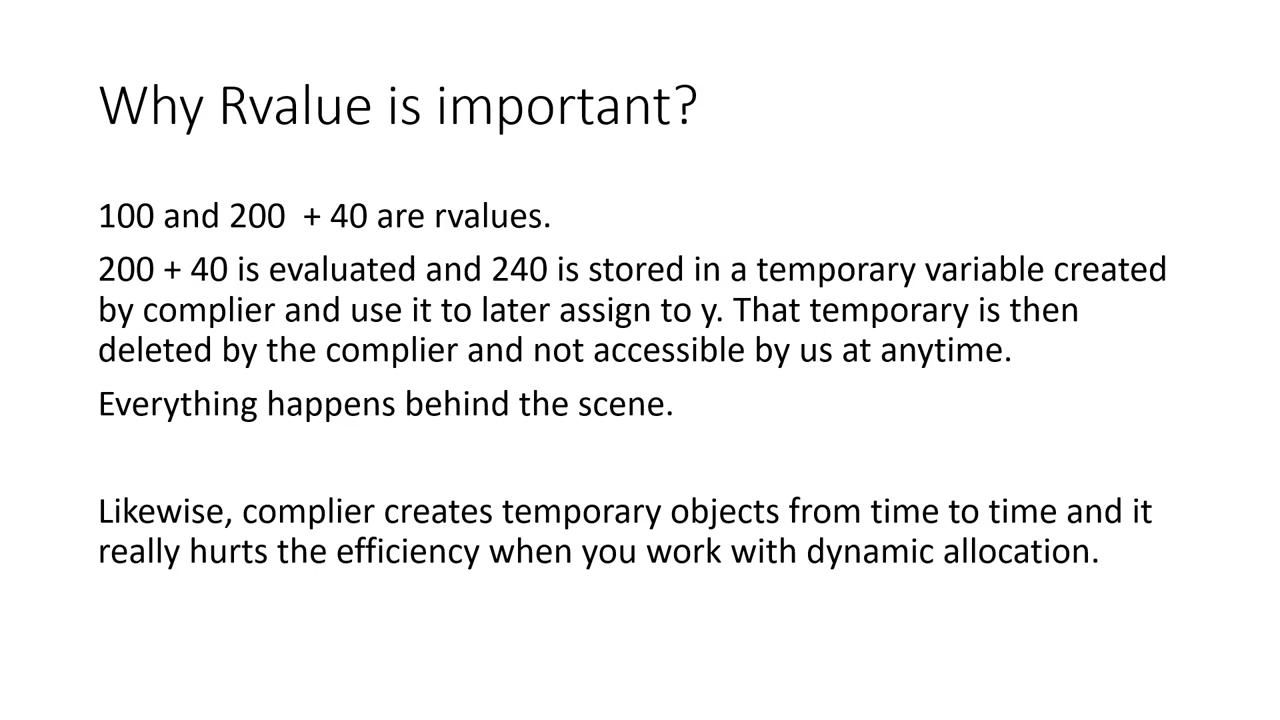 Why Rvalue is important?
100 and 200  + 40 are rvalues.
200 + 40 is evaluated and 240 is stored in a temporary variable created
by complier and use it to later assign to y. That temporary is then
deleted by the complier and not accessible by us at anytime.
Everything happens behind the scene.
Likewise, complier creates temporary objects from time to time and it
really hurts the efficiency when you work with dynamic allocation.